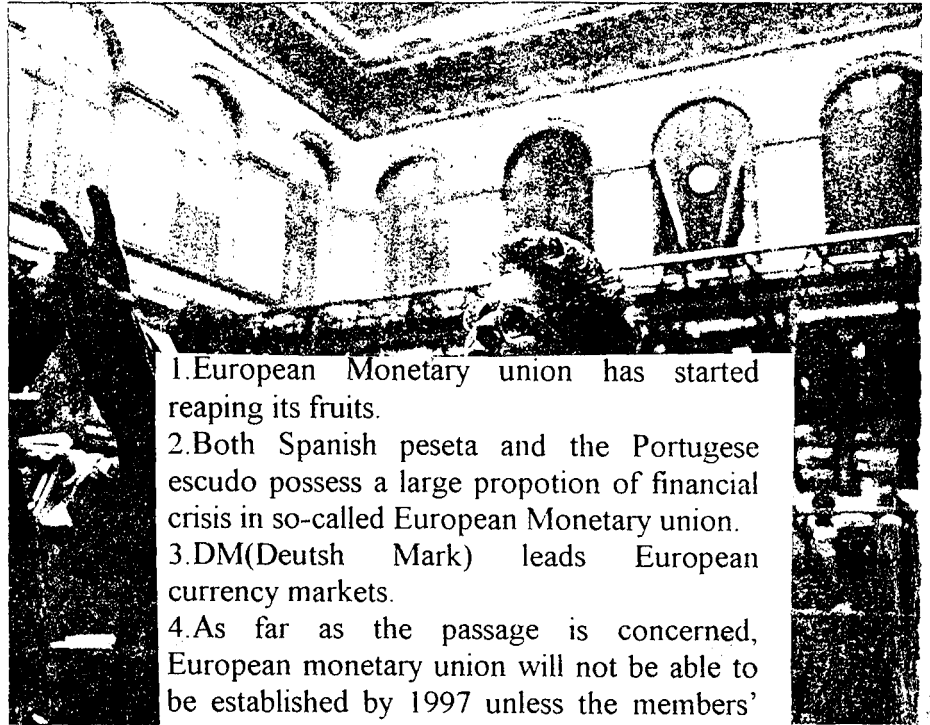 1.European Monetary union has started
reaping its fruits.
2.Both Spanish peseta and the Portugese
escudo possess a large propotion of financial
crisis in so-called European Monetary union.
3.DM(Deutsh Mark) leads European
currency markets.
4.As far as the passage is concerned,
European monetary union will not be able to
be established by 1997 unless the members'